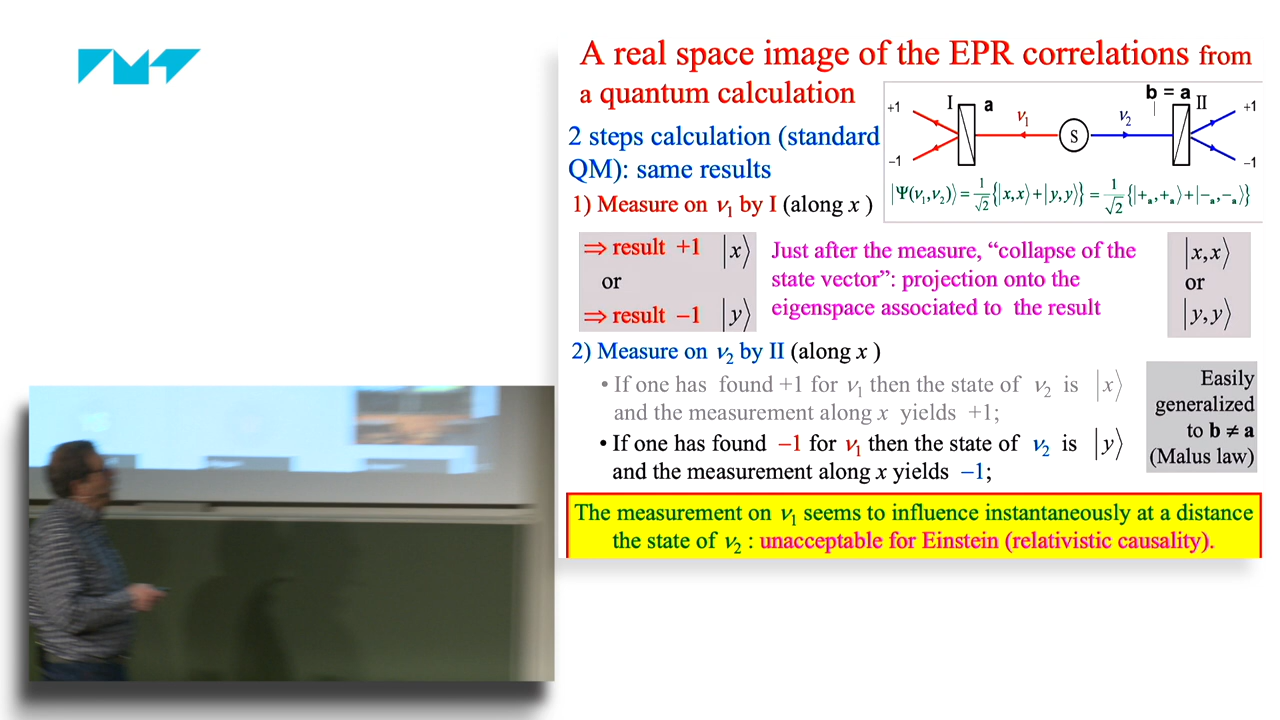 A real space image of the EPR correlations from
a quantum calculation
2 steps calculation (standard
QM): same results
+1 I a ν₁ S ν₂ b = a II +1
−1 −1
|Ψ(ν₁,ν₂)⟩ = 1/√2 {|x,x⟩ + |y,y⟩} = 1/√2 {|+ₐ,+ₐ⟩ + |−ₐ,−ₐ⟩}
1) Measure on ν₁ by I (along x )
⇒ result +1 |x⟩
or
⇒ result −1 |y⟩
Just after the measure, “collapse of the
state vector”: projection onto the
eigenspace associated to the result
|x,x⟩
or
|y,y⟩
2) Measure on ν₂ by II (along x )
• If one has found +1 for ν₁ then the state of ν₂ is |x⟩
and the measurement along x yields +1;
• If one has found −1 for ν₁ then the state of ν₂ is |y⟩
and the measurement along x yields −1;
Easily
generalized
to b ≠ a
(Malus law)
The measurement on ν₁ seems to influence instantaneously at a distance
the state of ν₂ : unacceptable for Einstein (relativistic causality).